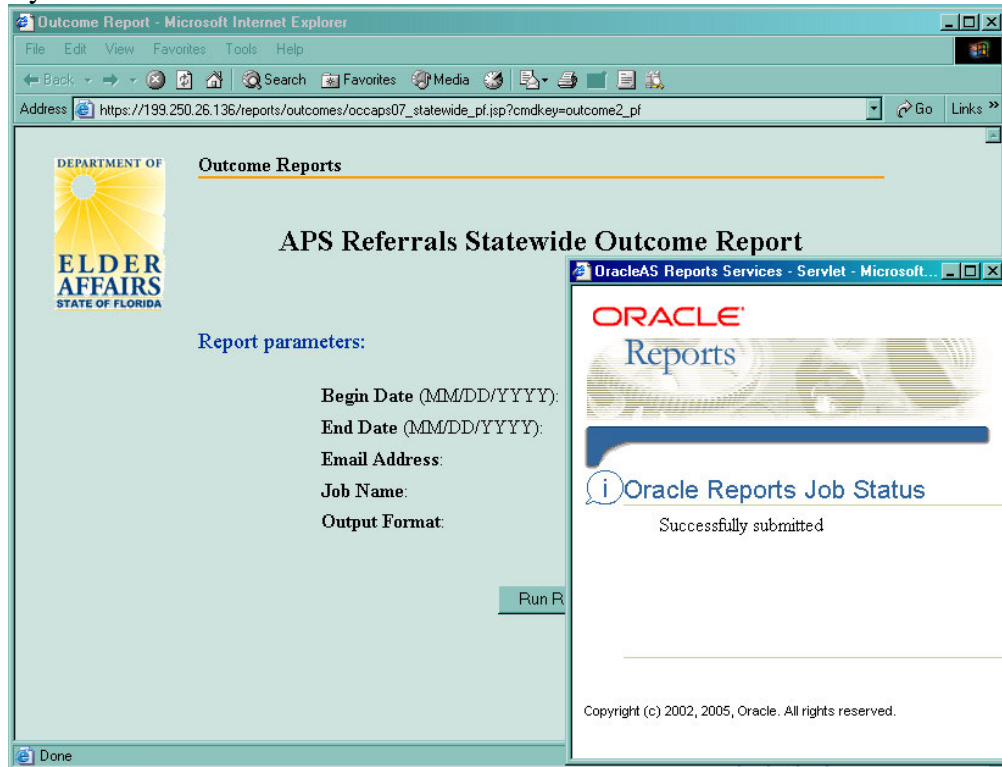 Outcome Report - Microsoft Internet Explorer
File Edit View Favorites Tools Help
Back Search Favorites Media
Address https://199.250.26.136/reports/outcomes/occaps07_statewide_pf.jsp?cmdkey=outcome2_pf Go Links »
DEPARTMENT OF
ELDER
AFFAIRS
STATE OF FLORIDA
Outcome Reports
APS Referrals Statewide Outcome Report
Report parameters:
Begin Date (MM/DD/YYYY):
End Date (MM/DD/YYYY):
Email Address:
Job Name:
Output Format:
Run R
Done
OracleAS Reports Services - Servlet - Microsoft...
ORACLE
Reports
i Oracle Reports Job Status
Successfully submitted
Copyright (c) 2002, 2005, Oracle. All rights reserved.